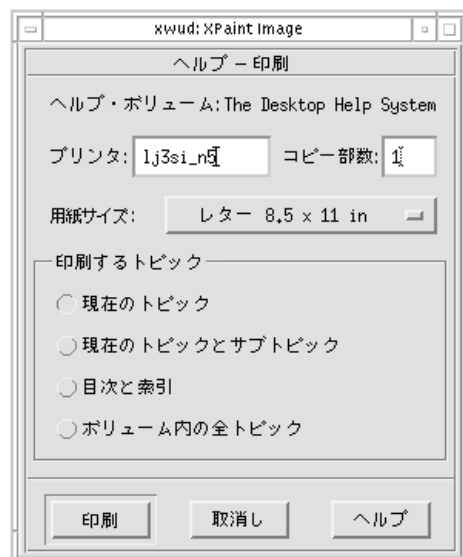 xwud: XPaint Image
ヘルプ － 印刷
ヘルプ・ボリューム: The Desktop Help System
プリンタ: lj3si_n5 コピー部数: 1
用紙サイズ: レター 8.5 x 11 in
印刷するトピック
現在のトピック
現在のトピックとサブトピック
目次と索引
ボリューム内の全トピック
印刷 取消し ヘルプ